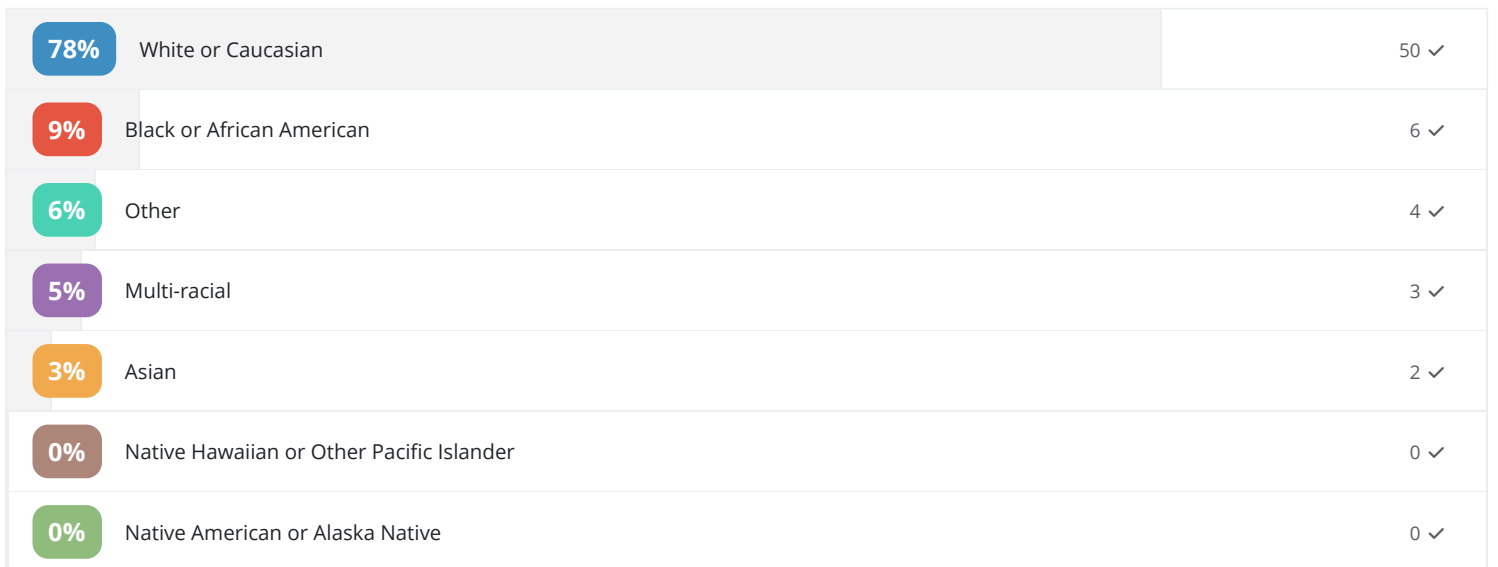 78% White or Caucasian 50
9% Black or African American 6
6% Other 4
5% Multi-racial 3
3% Asian 2
0% Native Hawaiian or Other Pacific Islander 0
0% Native American or Alaska Native 0